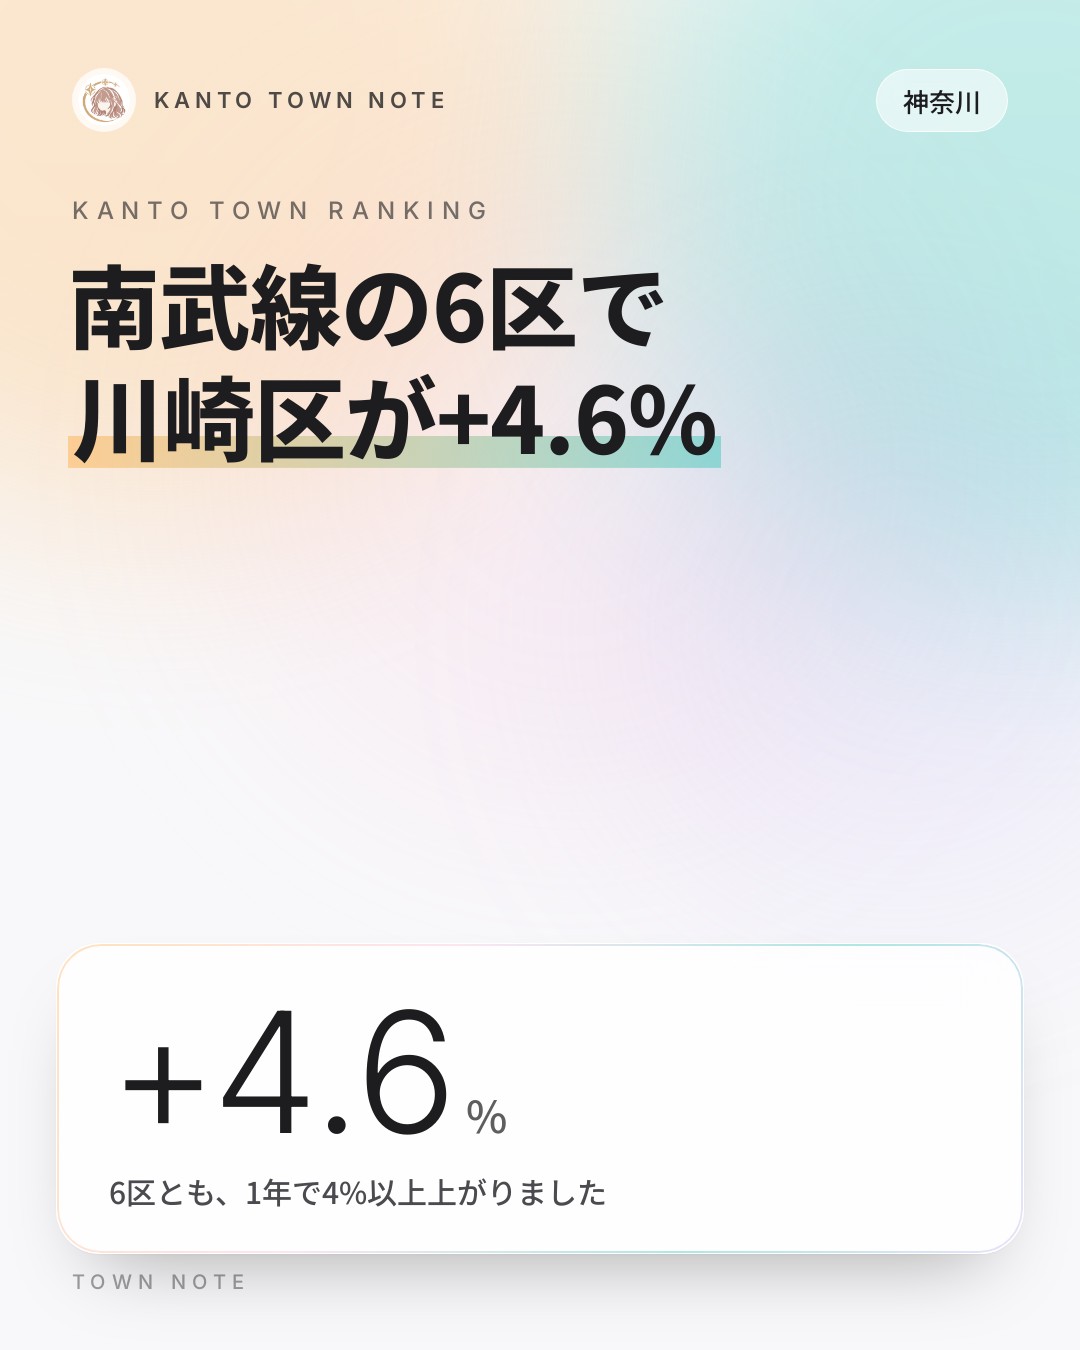 KANTO TOWN NOTE
神奈川
KANTO TOWN RANKING
南武線の6区で
川崎区が+4.6%
+4.6%
6区とも、1年で4%以上上がりました
TOWN NOTE